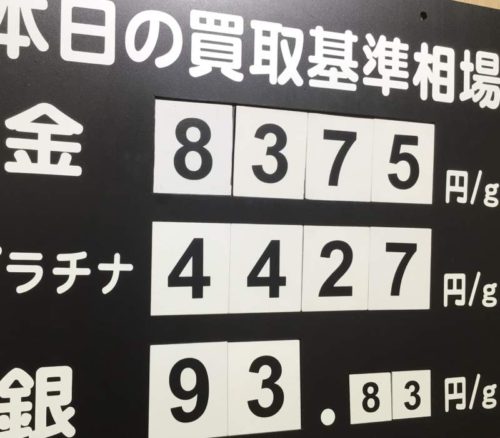 本日の買取基準相場
金 8375 円/g
プラチナ 4427 円/g
銀 93.83 円/g